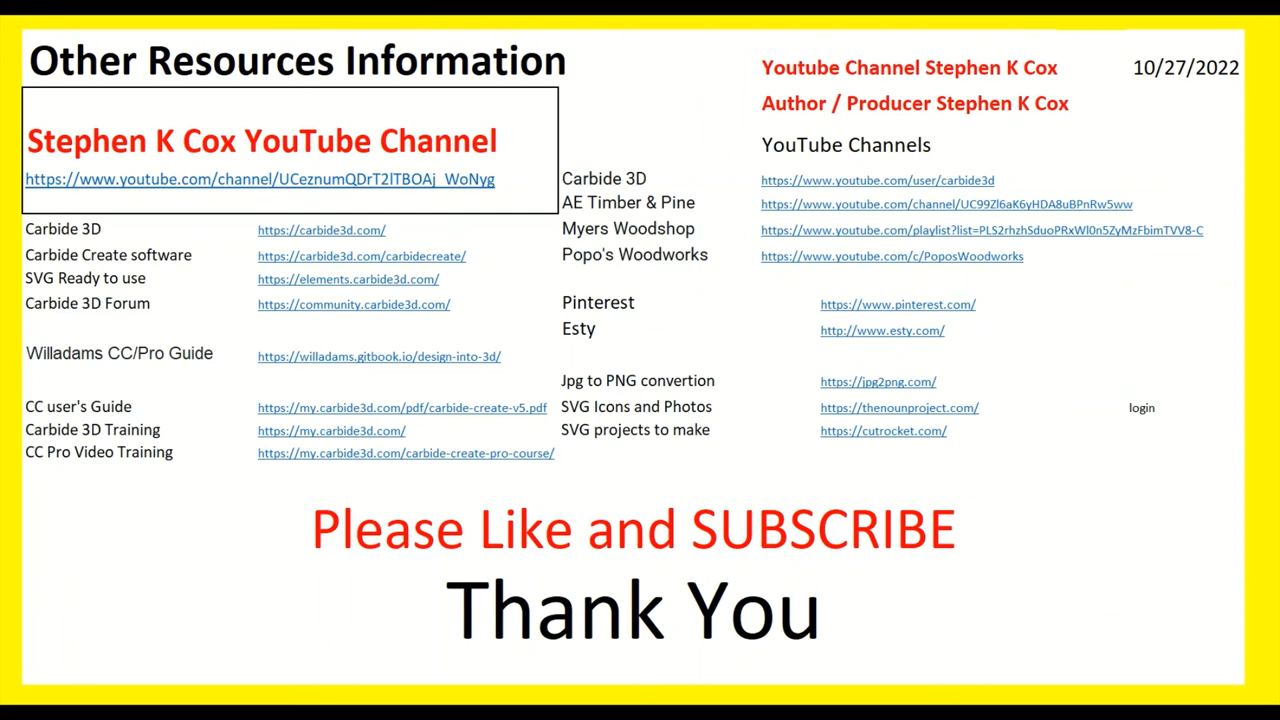 Other Resources Information
Youtube Channel Stephen K Cox 10/27/2022
Author / Producer Stephen K Cox
Stephen K Cox YouTube Channel
https://www.youtube.com/channel/UCeznumQDrT2lTBOAj_WoNyg
YouTube Channels
Carbide 3D https://www.youtube.com/user/carbide3d
AE Timber & Pine https://www.youtube.com/channel/UC99Zl6aK6yHDA8uBPnRw5ww
Myers Woodshop https://www.youtube.com/playlist?list=PLS2rhzhSduoPRxWl0n5ZyMzFbimTVV8-C
Popo's Woodworks https://www.youtube.com/c/PoposWoodworks
Carbide 3D https://carbide3d.com/
Carbide Create software https://carbide3d.com/carbidecreate/
SVG Ready to use https://elements.carbide3d.com/
Carbide 3D Forum https://community.carbide3d.com/
Willadams CC/Pro Guide https://willadams.gitbook.io/design-into-3d/
CC user's Guide https://my.carbide3d.com/pdf/carbide-create-v5.pdf
Carbide 3D Training https://my.carbide3d.com/
CC Pro Video Training https://my.carbide3d.com/carbide-create-pro-course/
Pinterest https://www.pinterest.com/
Esty http://www.esty.com/
Jpg to PNG convertion https://jpg2png.com/
SVG Icons and Photos https://thenounproject.com/ login
SVG projects to make https://cutrocket.com/
Please Like and SUBSCRIBE
Thank You